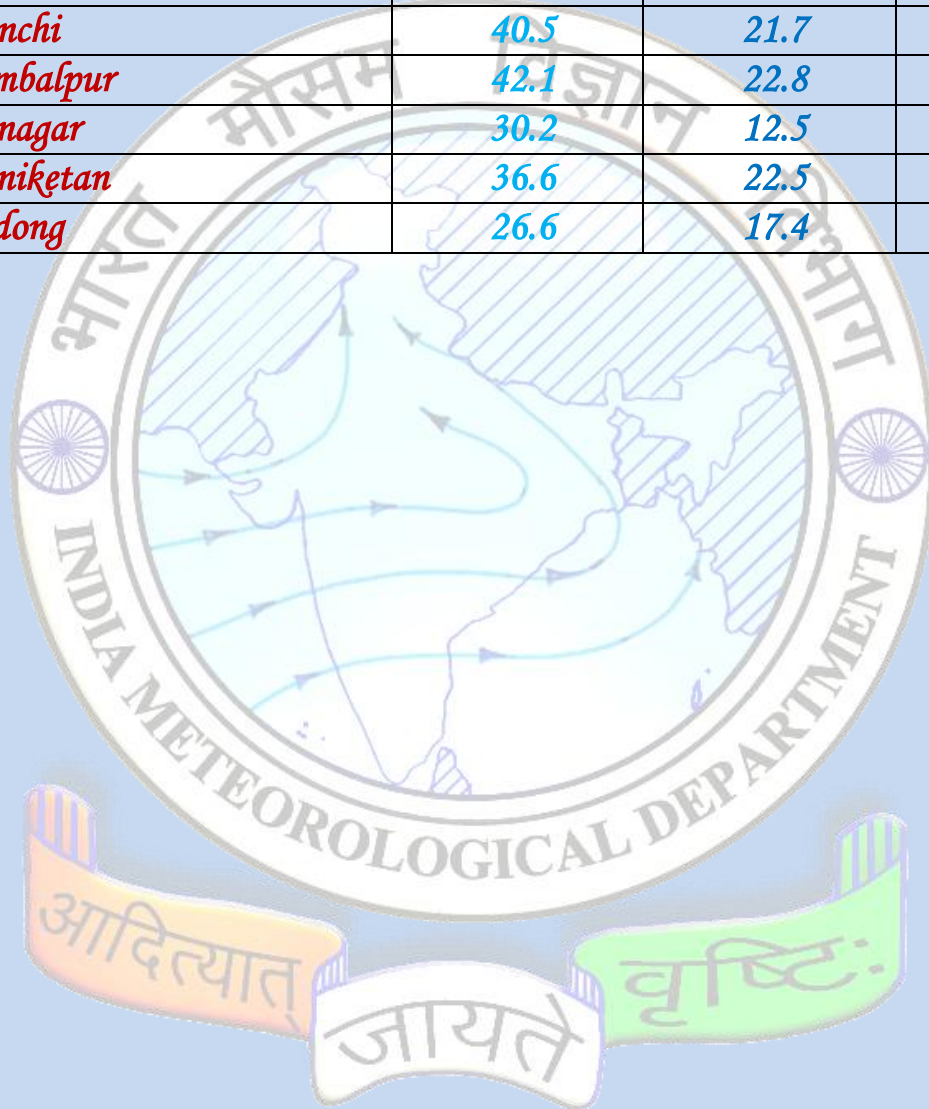 nchi 40.5 21.7
mbalpur 42.1 22.8
nagar 30.2 12.5
niketan 36.6 22.5
dong 26.6 17.4
भारत मौसम विज्ञान विभाग
INDIA METEOROLOGICAL DEPARTMENT
आदित्यात् जायते वृष्टिः